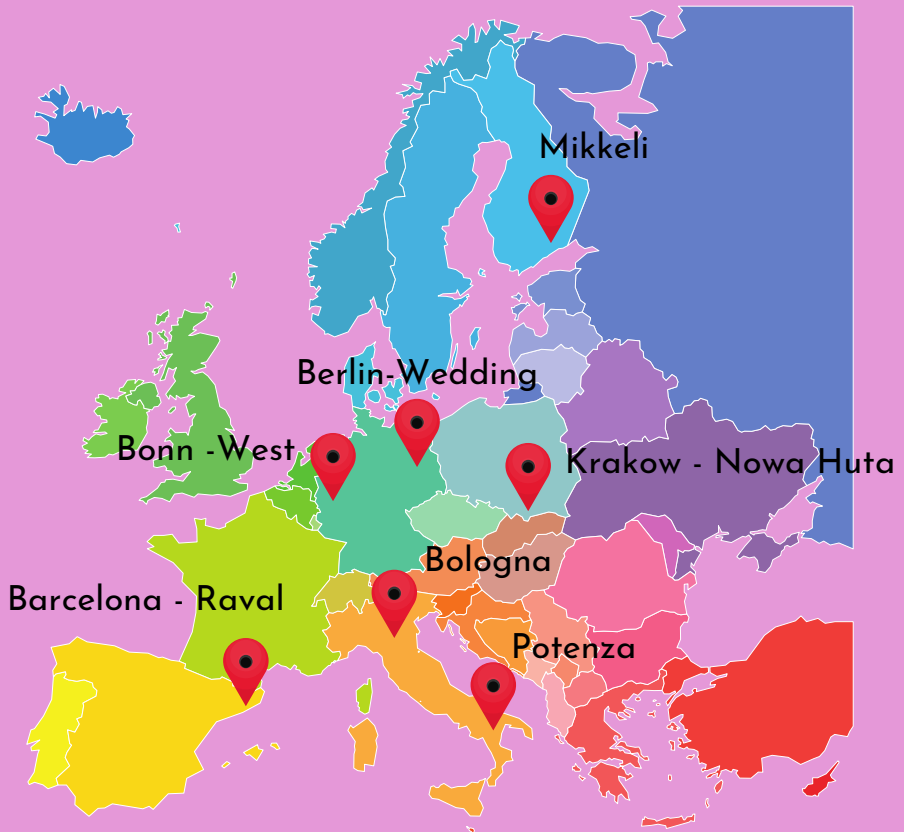 Mikkeli
Berlin-Wedding
Bonn -West
Krakow - Nowa Huta
Bologna
Barcelona - Raval
Potenza